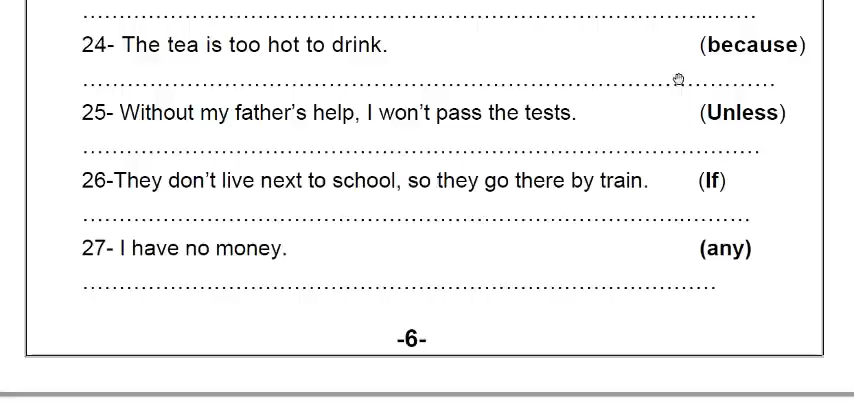 ……………………………………………………………………………...……
24- The tea is too hot to drink. (because)
………………………………………………………………………………
25- Without my father’s help, I won’t pass the tests. (Unless)
………………………………………………………………………………
26-They don’t live next to school, so they go there by train. (If)
……………………………………………………………………………..………
27- I have no money. (any)
…………………………………………………………………………
-6-